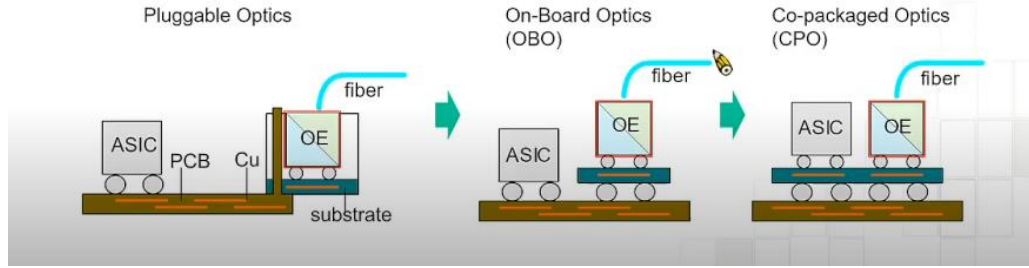 Pluggable Optics
On-Board Optics
(OBO)
Co-packaged Optics
(CPO)
fiber
fiber
fiber
ASIC
OE
PCB
Cu
substrate
ASIC
OE
ASIC
OE